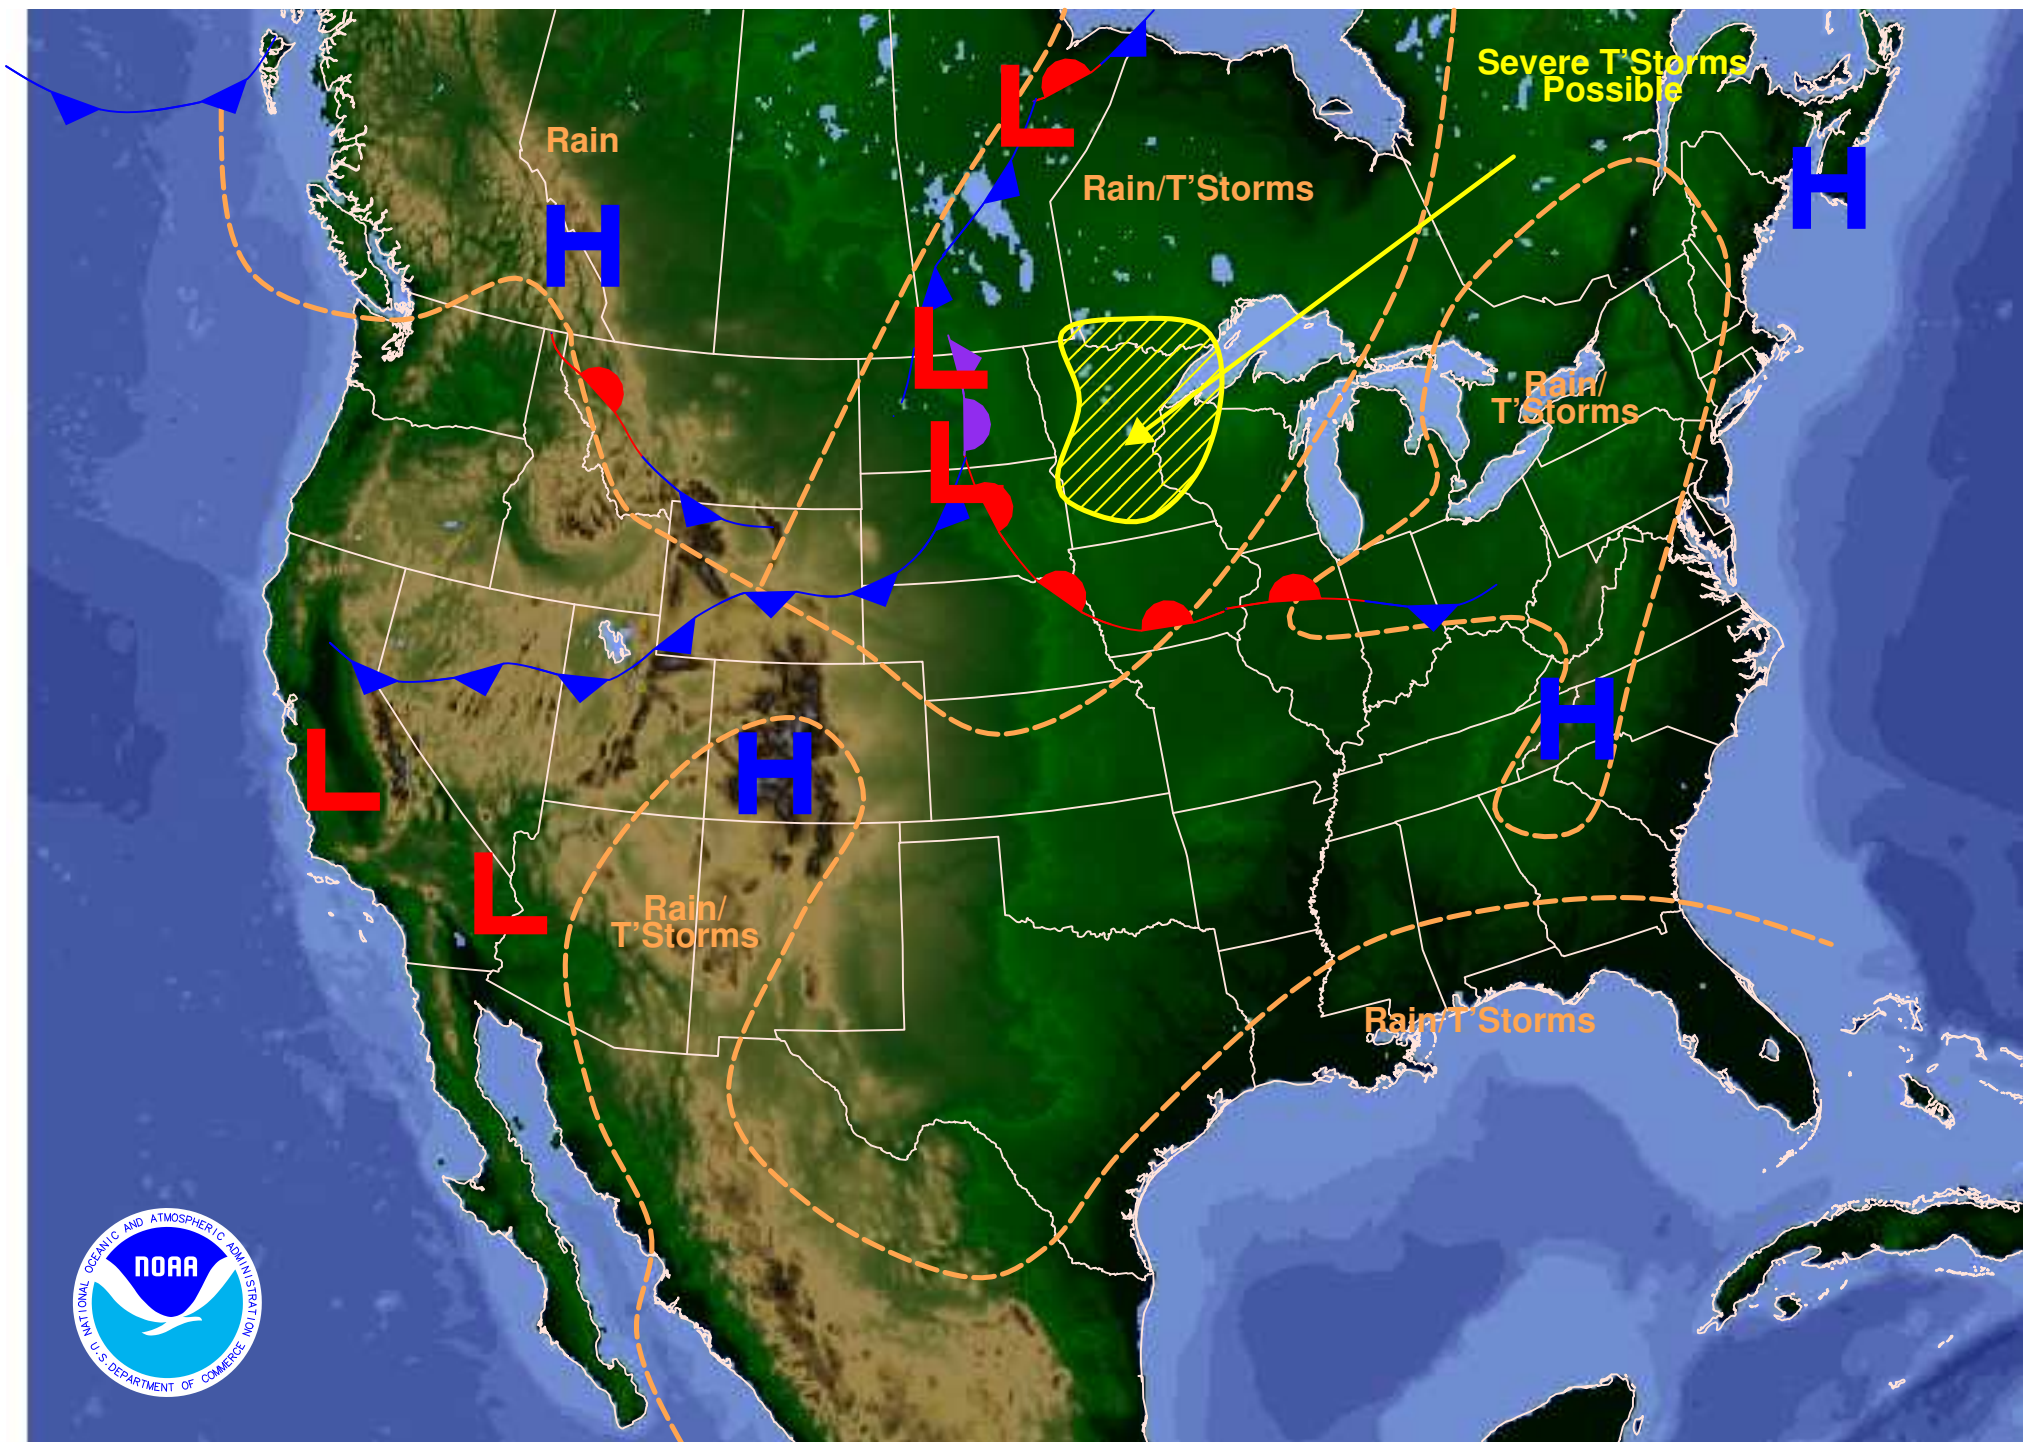 Severe T'Storms
Possible
Rain
Rain/T'Storms
H
L
H
L
Rain/
T'Storms
L
H
H
L
L
Rain/
T'Storms
Rain/T'Storms
NATIONAL OCEANIC AND ATMOSPHERIC ADMINISTRATION
NOAA
U.S. DEPARTMENT OF COMMERCE